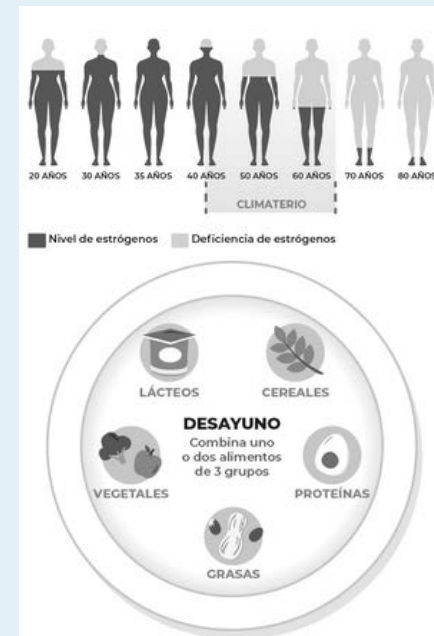 20 AÑOS 30 AÑOS 35 AÑOS 40 AÑOS 50 AÑOS 60 AÑOS 70 AÑOS 80 AÑOS
CLIMATERIO
Nivel de estrógenos Deficiencia de estrógenos
LÁCTEOS CEREALES
DESAYUNO
Combina uno
o dos alimentos
de 3 grupos
VEGETALES PROTEÍNAS
GRASAS